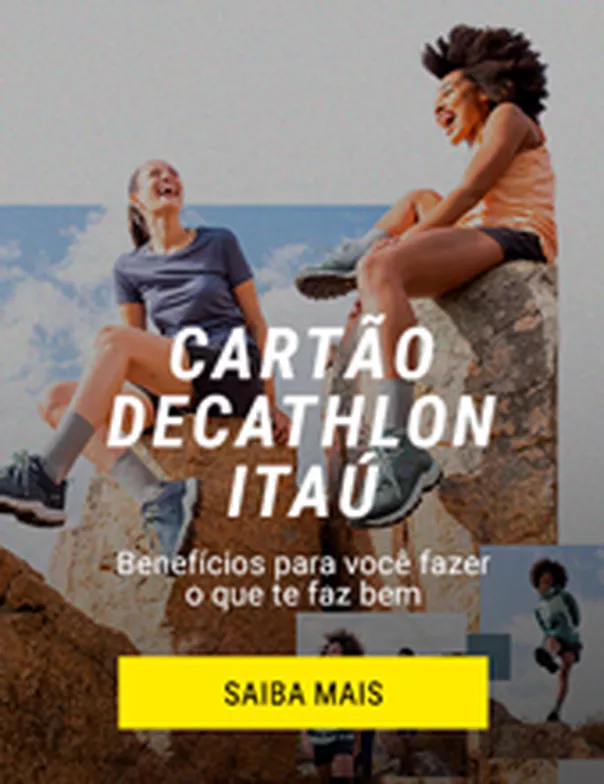 CARTÃO
DECATHLON
ITAÚ
Benefícios para você fazer
o que te faz bem
SAIBA MAIS